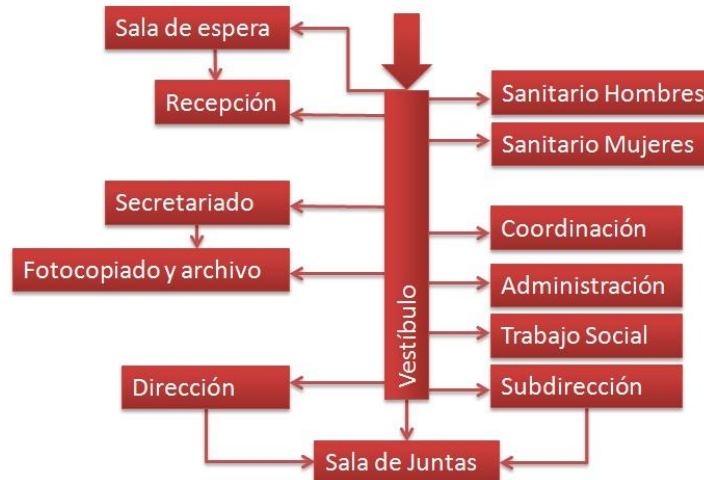 Sala de espera
Recepción
Sanitario Hombres
Sanitario Mujeres
Secretariado
Coordinación
Fotocopiado y archivo
Administración
Vestíbulo
Trabajo Social
Dirección
Subdirección
Sala de Juntas